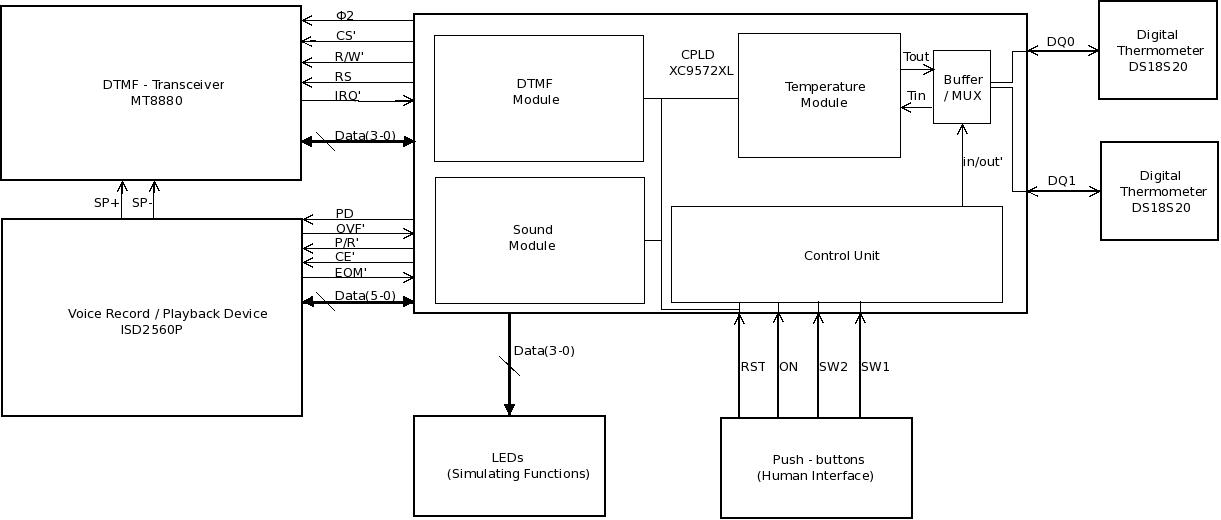 DTMF - Transceiver
MT8880
Φ2
CS'
R/W'
RS
IRQ'
Data(3-0)
DTMF
Module
CPLD
XC9572XL
Temperature
Module
Tout
Tin
Buffer
/ MUX
in/out'
DQ0
Digital
Thermometer
DS18S20
DQ1
Digital
Thermometer
DS18S20
SP+
SP-
PD
OVF'
P/R'
CE'
EOM'
Data(5-0)
Sound
Module
Control Unit
Voice Record / Playback Device
ISD2560P
Data(3-0)
RST
ON
SW2
SW1
LEDs
(Simulating Functions)
Push - buttons
(Human Interface)